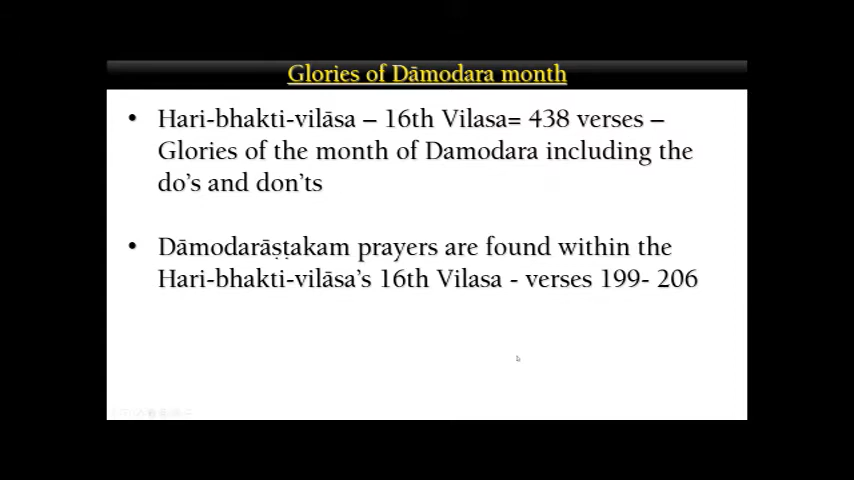 Glories of Dāmodara month
• Hari-bhakti-vilāsa – 16th Vilasa= 438 verses –
Glories of the month of Damodara including the
do's and don'ts
• Dāmodarāṣṭakam prayers are found within the
Hari-bhakti-vilāsa's 16th Vilasa - verses 199- 206